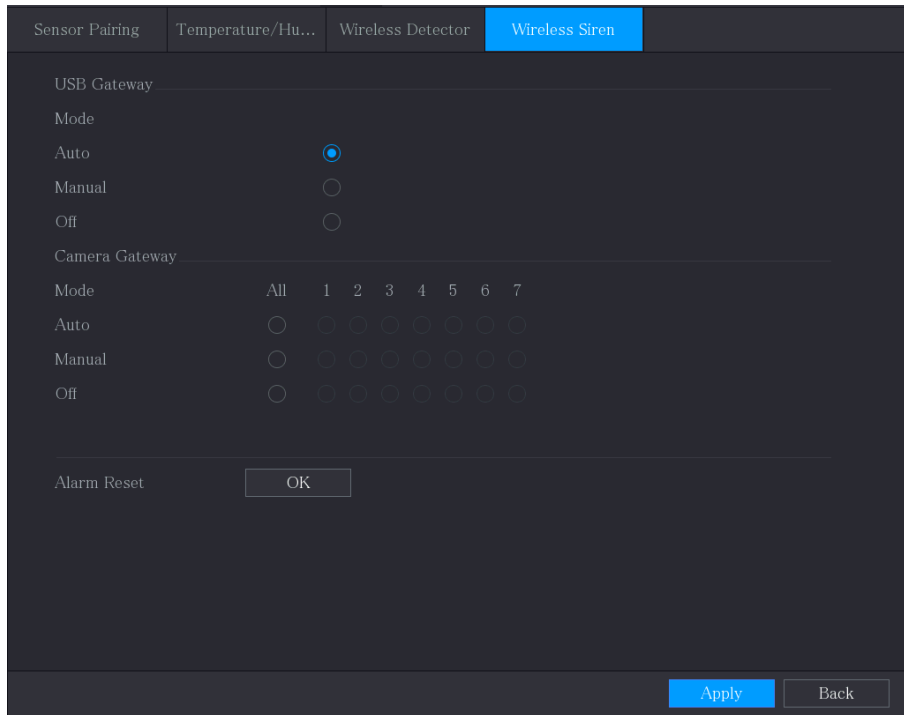 Sensor Pairing Temperature/Hu... Wireless Detector Wireless Siren
USB Gateway
Mode
Auto
Manual
Off
Camera Gateway
Mode All 1 2 3 4 5 6 7
Auto
Manual
Off
Alarm Reset OK
Apply Back